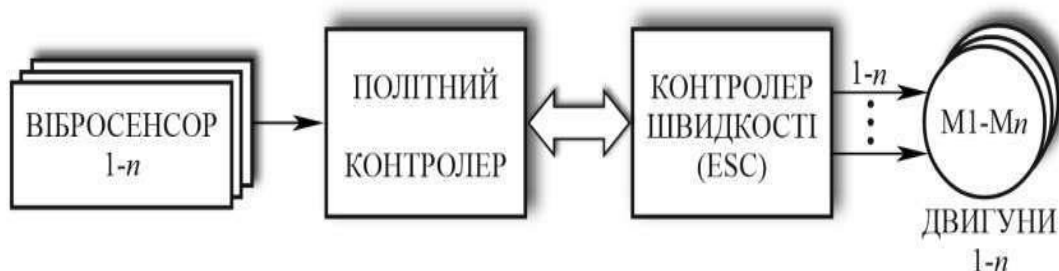 ВІБРОСЕНСОР
1-n
ПОЛІТНИЙ
КОНТРОЛЕР
КОНТРОЛЕР
ШВИДКОСТІ
(ESC)
1-n
M1-Mn
ДВИГУНИ
1-n